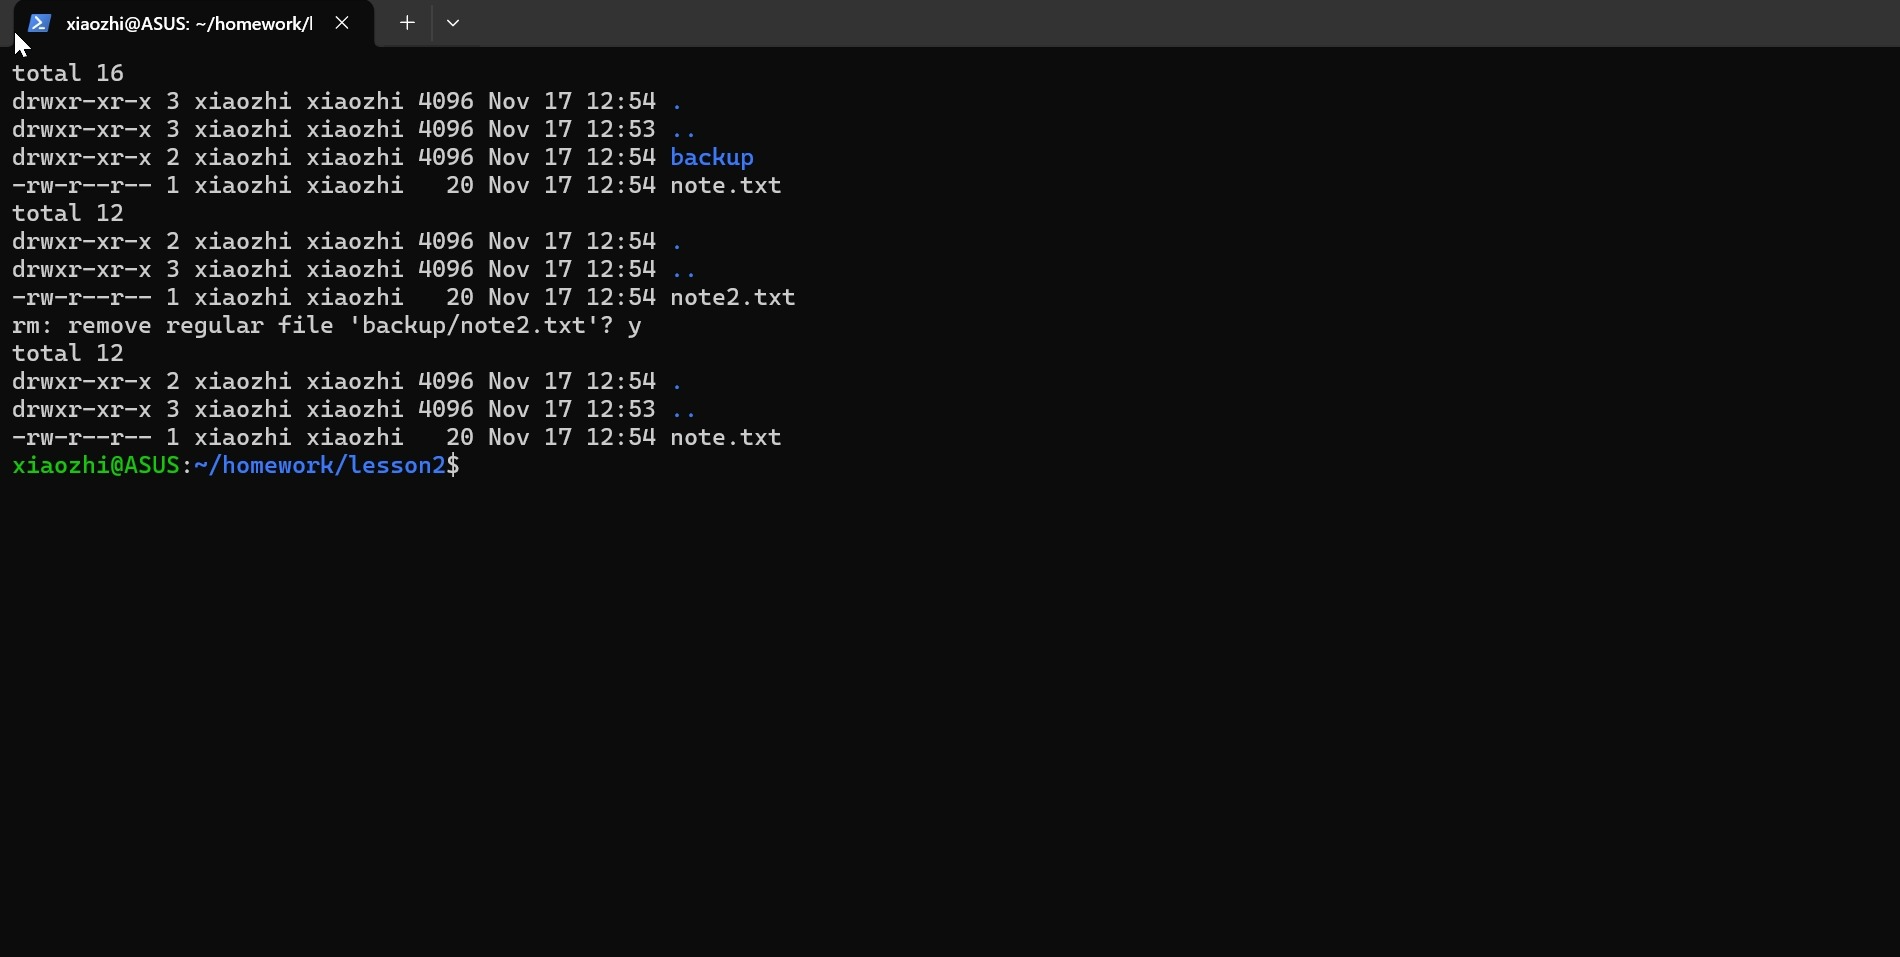 xiaozhi@ASUS: ~/homework/l
total 16
drwxr-xr-x 3 xiaozhi xiaozhi 4096 Nov 17 12:54 .
drwxr-xr-x 3 xiaozhi xiaozhi 4096 Nov 17 12:53 ..
drwxr-xr-x 2 xiaozhi xiaozhi 4096 Nov 17 12:54 backup
-rw-r--r-- 1 xiaozhi xiaozhi   20 Nov 17 12:54 note.txt
total 12
drwxr-xr-x 2 xiaozhi xiaozhi 4096 Nov 17 12:54 .
drwxr-xr-x 3 xiaozhi xiaozhi 4096 Nov 17 12:54 ..
-rw-r--r-- 1 xiaozhi xiaozhi   20 Nov 17 12:54 note2.txt
rm: remove regular file 'backup/note2.txt'? y
total 12
drwxr-xr-x 2 xiaozhi xiaozhi 4096 Nov 17 12:54 .
drwxr-xr-x 3 xiaozhi xiaozhi 4096 Nov 17 12:53 ..
-rw-r--r-- 1 xiaozhi xiaozhi   20 Nov 17 12:54 note.txt
xiaozhi@ASUS:~/homework/lesson2$